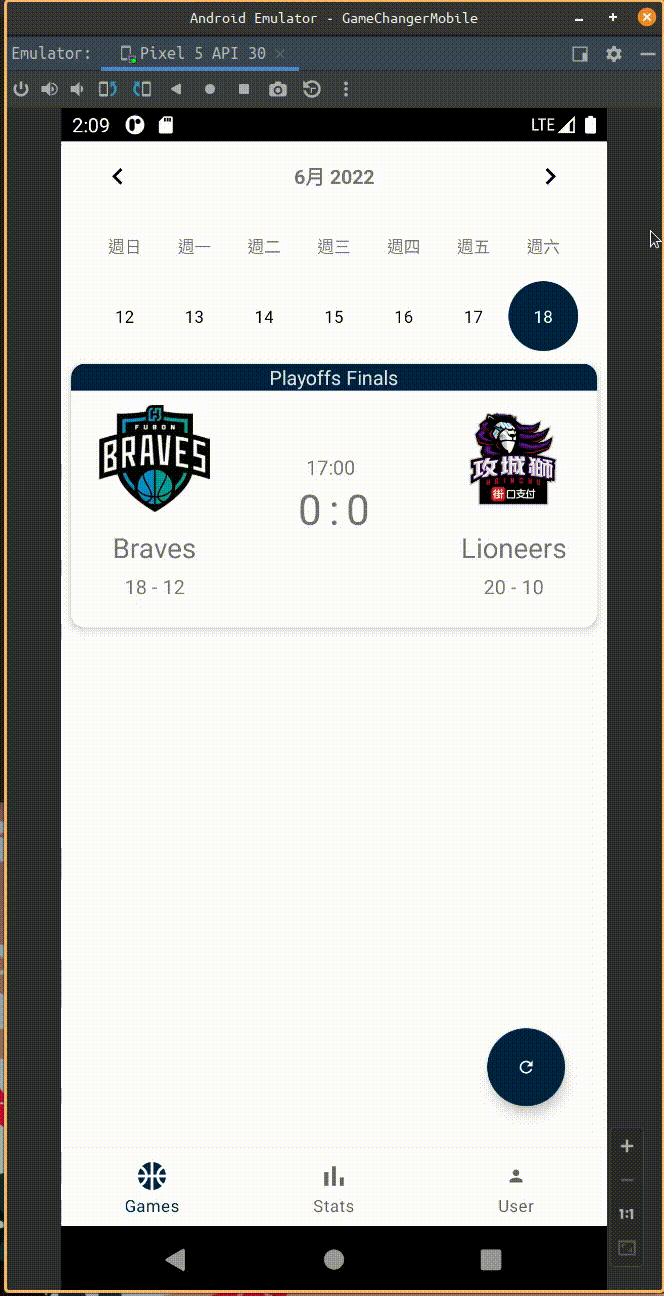 Android Emulator - GameChangerMobile
Emulator: Pixel 5 API 30
2:09 LTE
6月 2022
週日 週一 週二 週三 週四 週五 週六
12 13 14 15 16 17 18
Playoffs Finals
FUBON
BRAVES
攻城獅
HSINCHU
街口支付
17:00
0 : 0
Braves Lioneers
18 - 12 20 - 10
1:1
Games Stats User